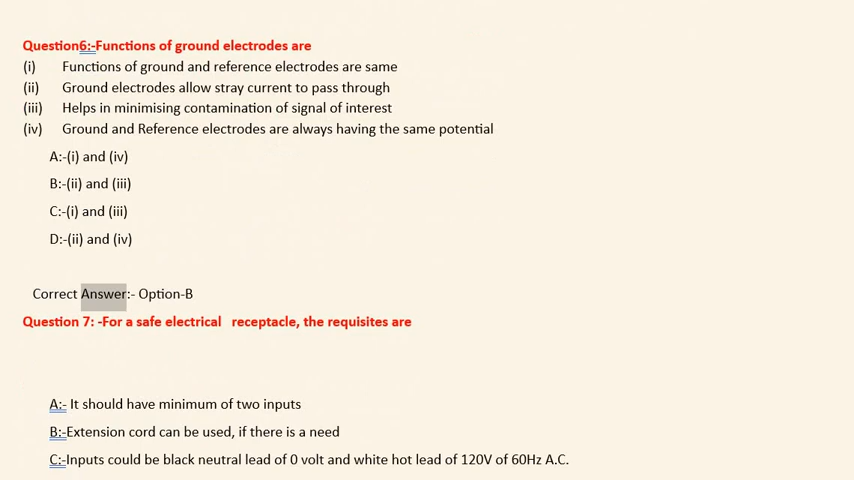 Question6:-Functions of ground electrodes are
(i) Functions of ground and reference electrodes are same
(ii) Ground electrodes allow stray current to pass through
(iii) Helps in minimising contamination of signal of interest
(iv) Ground and Reference electrodes are always having the same potential
A:-(i) and (iv)
B:-(ii) and (iii)
C:-(i) and (iii)
D:-(ii) and (iv)
Correct Answer:- Option-B
Question 7: -For a safe electrical receptacle, the requisites are
A:- It should have minimum of two inputs
B:-Extension cord can be used, if there is a need
C:-Inputs could be black neutral lead of 0 volt and white hot lead of 120V of 60Hz A.C.